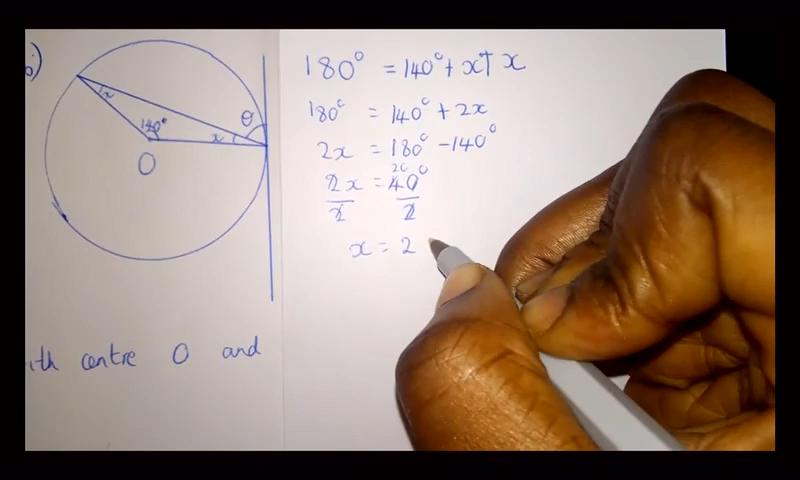 b)
x
140°
x
θ
O
180° = 140° + x + x
180° = 140° + 2x
2x = 180° - 140°
20
2x = 40°
2 2
x = 2
ith centre O and